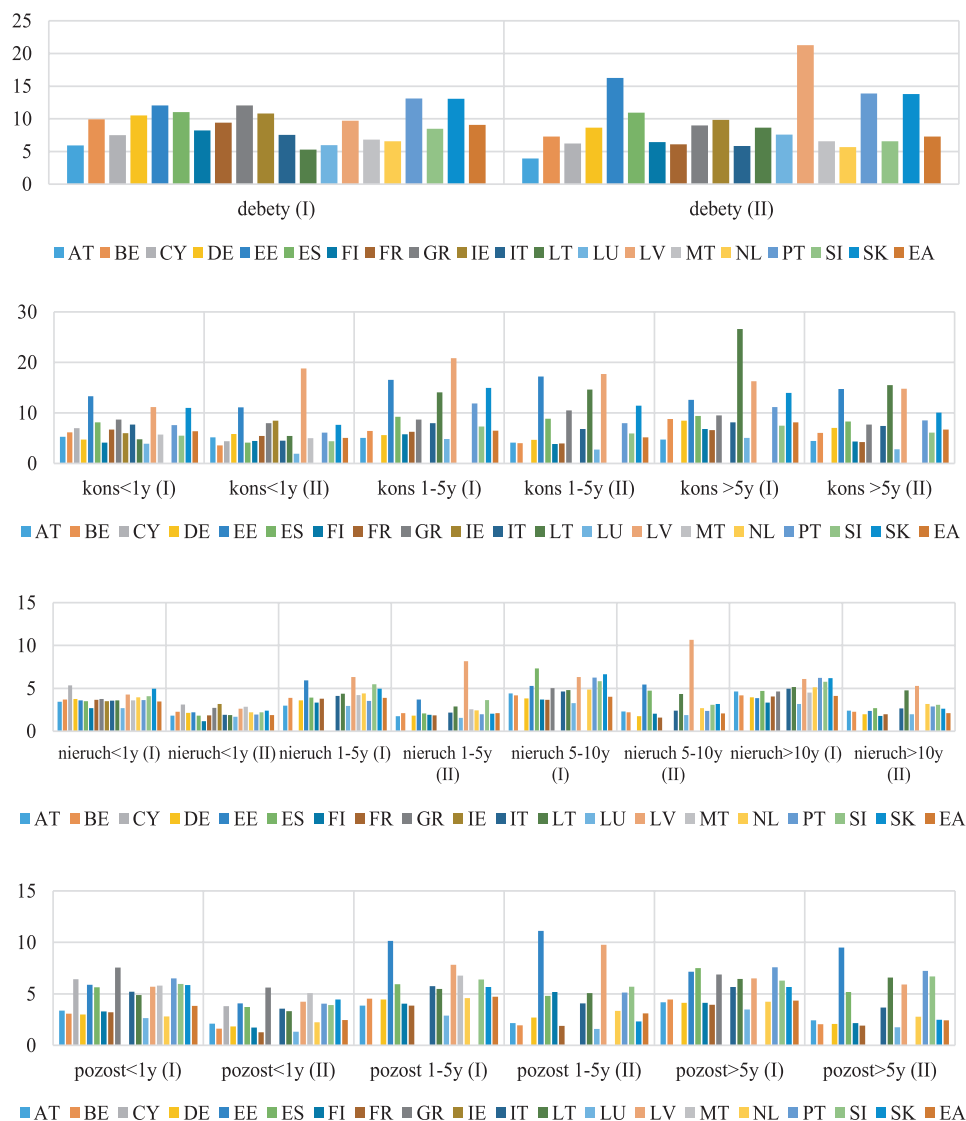 25
20
15
10
5
0
debety (I) debety (II)
AT BE CY DE EE ES FI FR GR IE IT LT LU LV MT NL PT SI SK EA
30
20
10
0
kons<1y (I) kons<1y (II) kons 1-5y (I) kons 1-5y (II) kons >5y (I) kons >5y (II)
AT BE CY DE EE ES FI FR GR IE IT LT LU LV MT NL PT SI SK EA
15
10
5
0
nieruch<1y (I) nieruch<1y (II) nieruch 1-5y (I) nieruch 1-5y (II) nieruch 5-10y (I) nieruch 5-10y (II) nieruch>10y (I) nieruch>10y (II)
AT BE CY DE EE ES FI FR GR IE IT LT LU LV MT NL PT SI SK EA
15
10
5
0
pozost<1y (I) pozost<1y (II) pozost 1-5y (I) pozost 1-5y (II) pozost>5y (I) pozost>5y (II)
AT BE CY DE EE ES FI FR GR IE IT LT LU LV MT NL PT SI SK EA